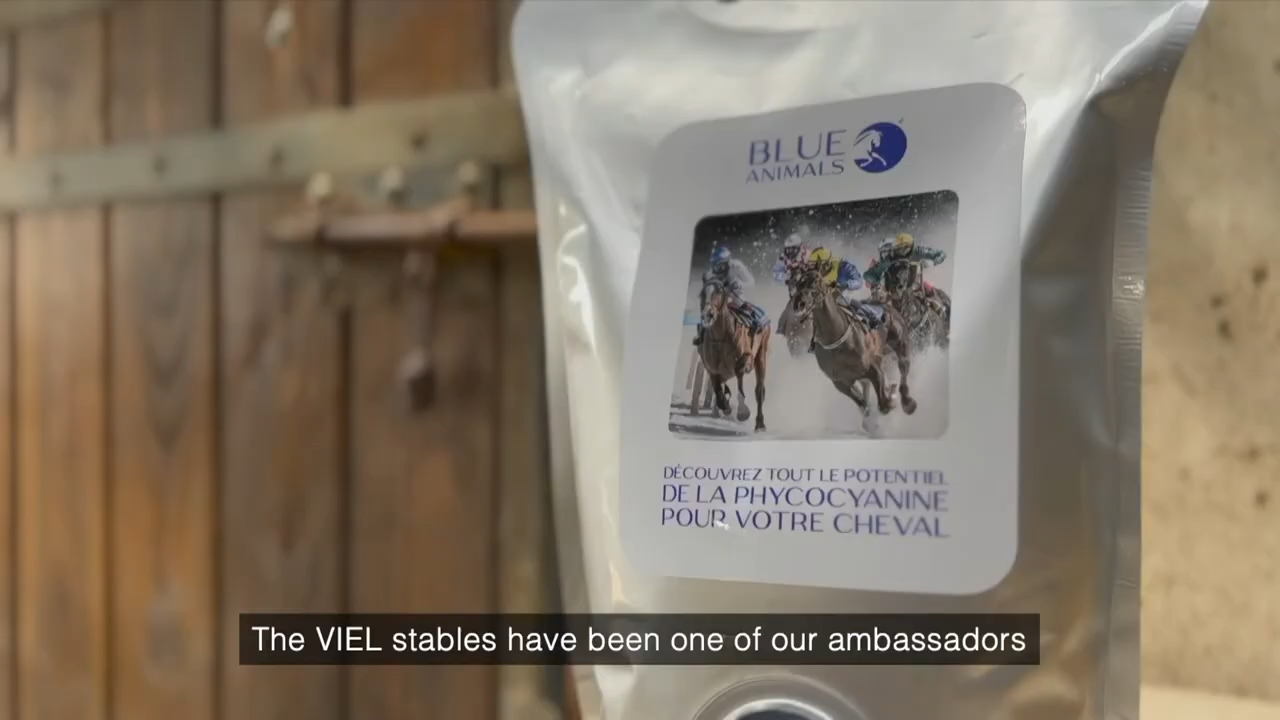 BLUE
ANIMALS
DÉCOUVREZ TOUT LE POTENTIEL
DE LA PHYCOCYANINE
POUR VOTRE CHEVAL
The VIEL stables have been one of our ambassadors